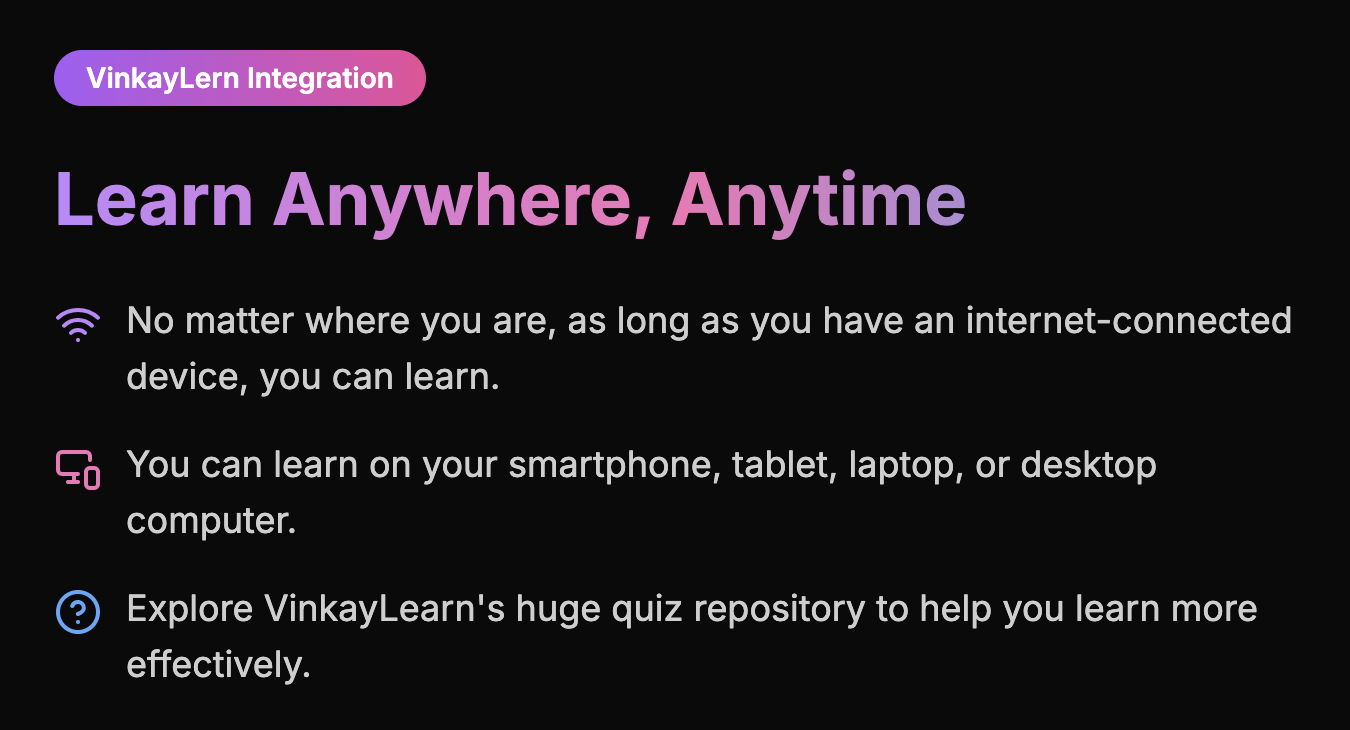 VinkayLern Integration
Learn Anywhere, Anytime
No matter where you are, as long as you have an internet-connected
device, you can learn.
You can learn on your smartphone, tablet, laptop, or desktop
computer.
Explore VinkayLearn's huge quiz repository to help you learn more
effectively.